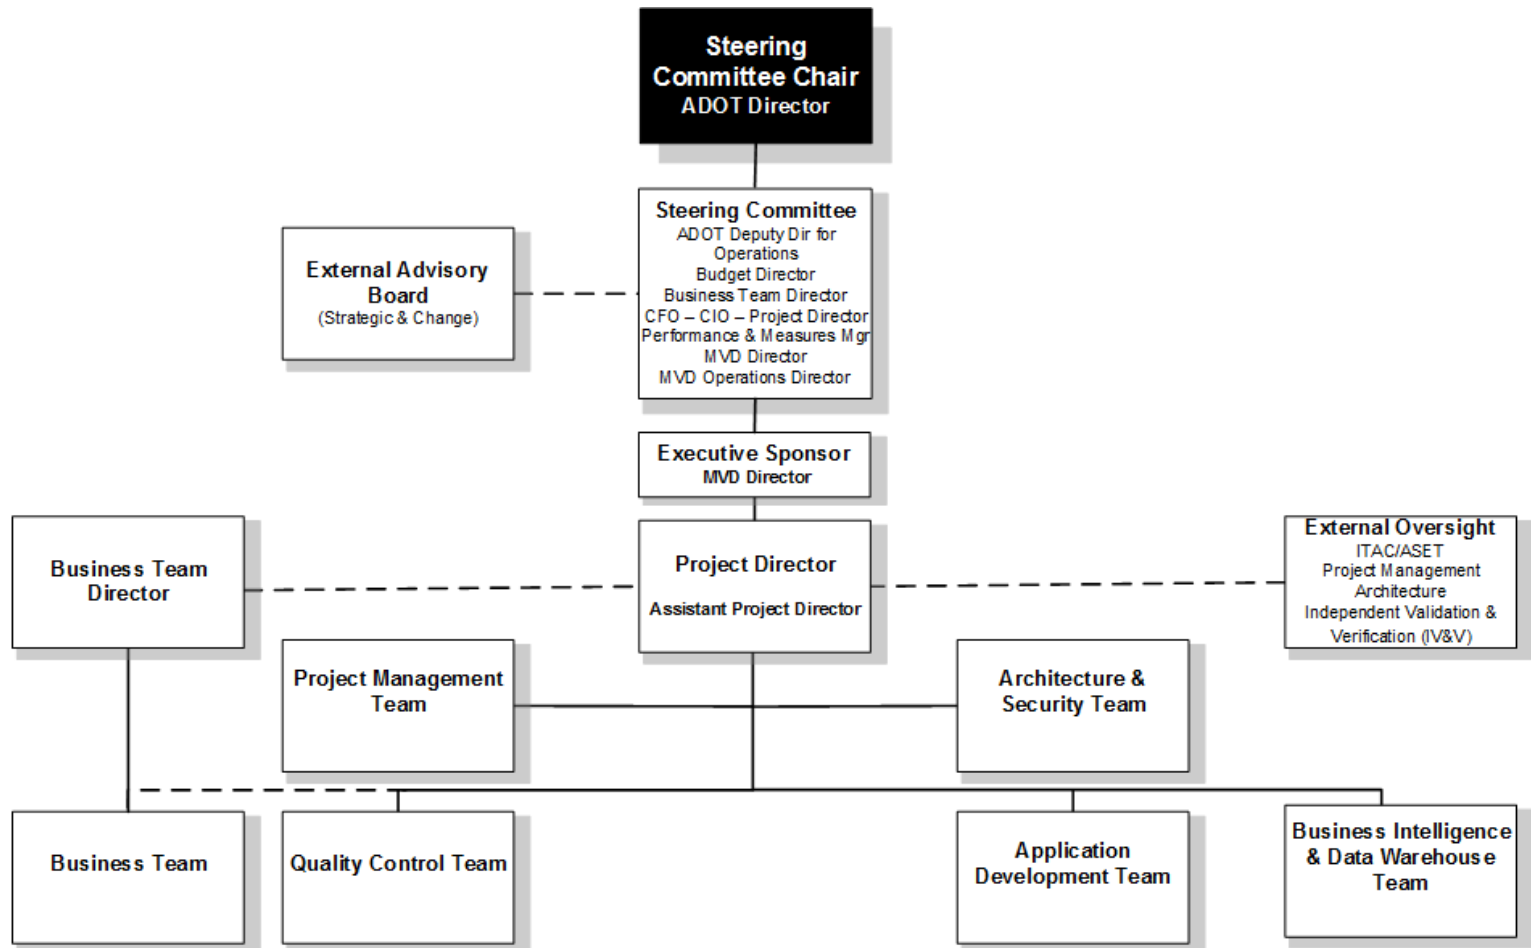 Steering
Committee Chair
ADOT Director
Steering Committee
ADOT Deputy Dir for
Operations
Budget Director
Business Team Director
CFO – CIO – Project Director
Performance & Measures Mgr
MVD Director
MVD Operations Director
External Advisory
Board
(Strategic & Change)
Executive Sponsor
MVD Director
Business Team
Director
Project Director
Assistant Project Director
External Oversight
ITAC/ASET
Project Management
Architecture
Independent Validation &
Verification (IV&V)
Project Management
Team
Architecture &
Security Team
Business Team
Quality Control Team
Application
Development Team
Business Intelligence
& Data Warehouse
Team